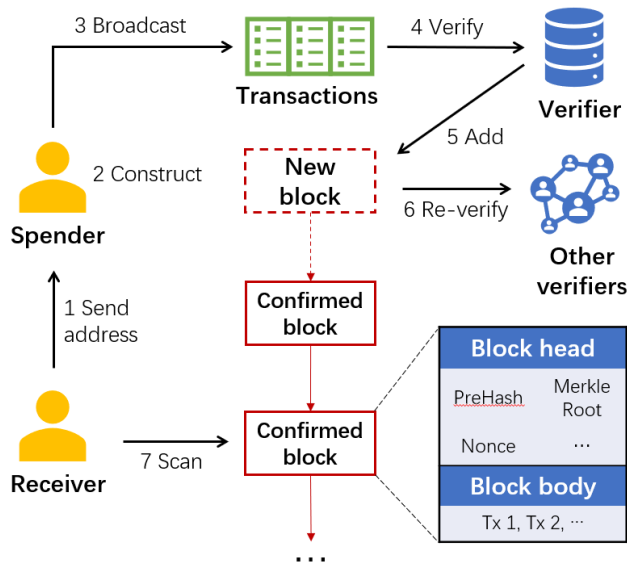 3 Broadcast
4 Verify
Transactions
Verifier
5 Add
2 Construct
New
block
6 Re-verify
Spender
Other
verifiers
1 Send
address
Confirmed
block
Block head
PreHash
Merkle
Root
Nonce
...
Confirmed
block
7 Scan
Receiver
Block body
Tx 1, Tx 2, ...
...